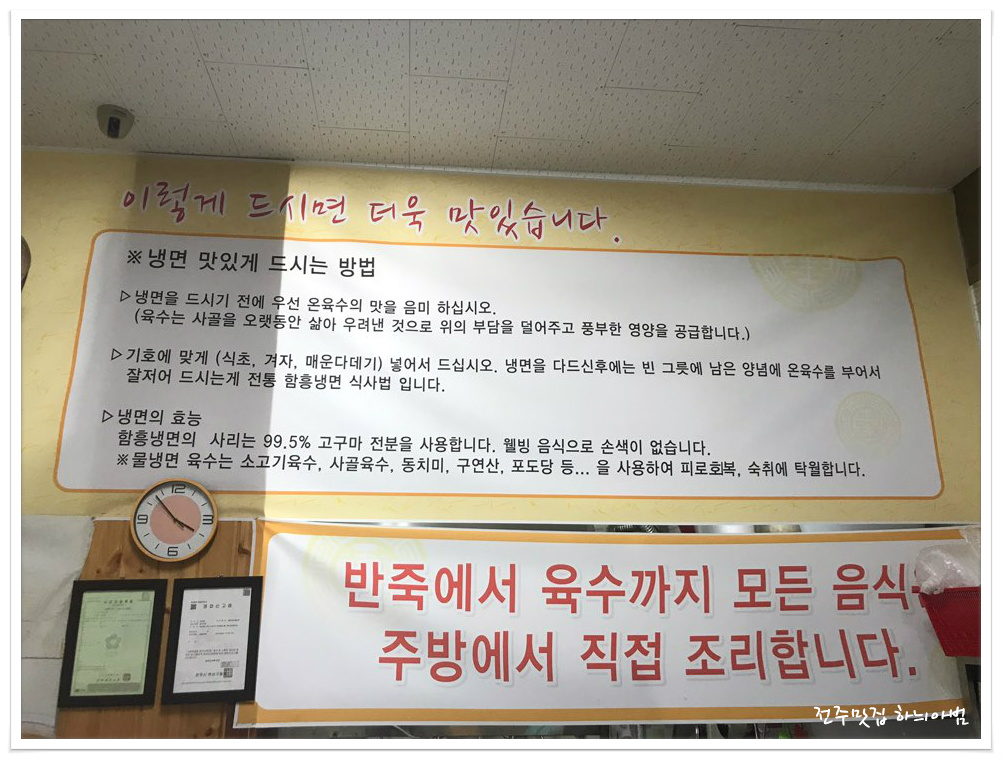 이렇게 드시면 더욱 맛있습니다.
※냉면 맛있게 드시는 방법
▷냉면을 드시기 전에 우선 온육수의 맛을 음미 하십시오.
(육수는 사골을 오랫동안 삶아 우려낸 것으로 위의 부담을 덜어주고 풍부한 영양을 공급합니다.)
▷기호에 맞게 (식초, 겨자, 매운다데기) 넣어서 드십시오. 냉면을 다드신후에는 빈 그릇에 남은 양념에 온육수를 부어서
잘저어 드시는게 전통 함흥냉면 식사법 입니다.
▷냉면의 효능
함흥냉면의 사리는 99.5% 고구마 전분을 사용합니다. 웰빙 음식으로 손색이 없습니다.
※물냉면 육수는 소고기육수, 사골육수, 동치미, 구연산, 포도당 등... 을 사용하여 피로회복, 숙취에 탁월합니다.
12
9
3
6
영업신고증
반죽에서 육수까지 모든 음식
주방에서 직접 조리합니다.
전주맛집 하늬아범